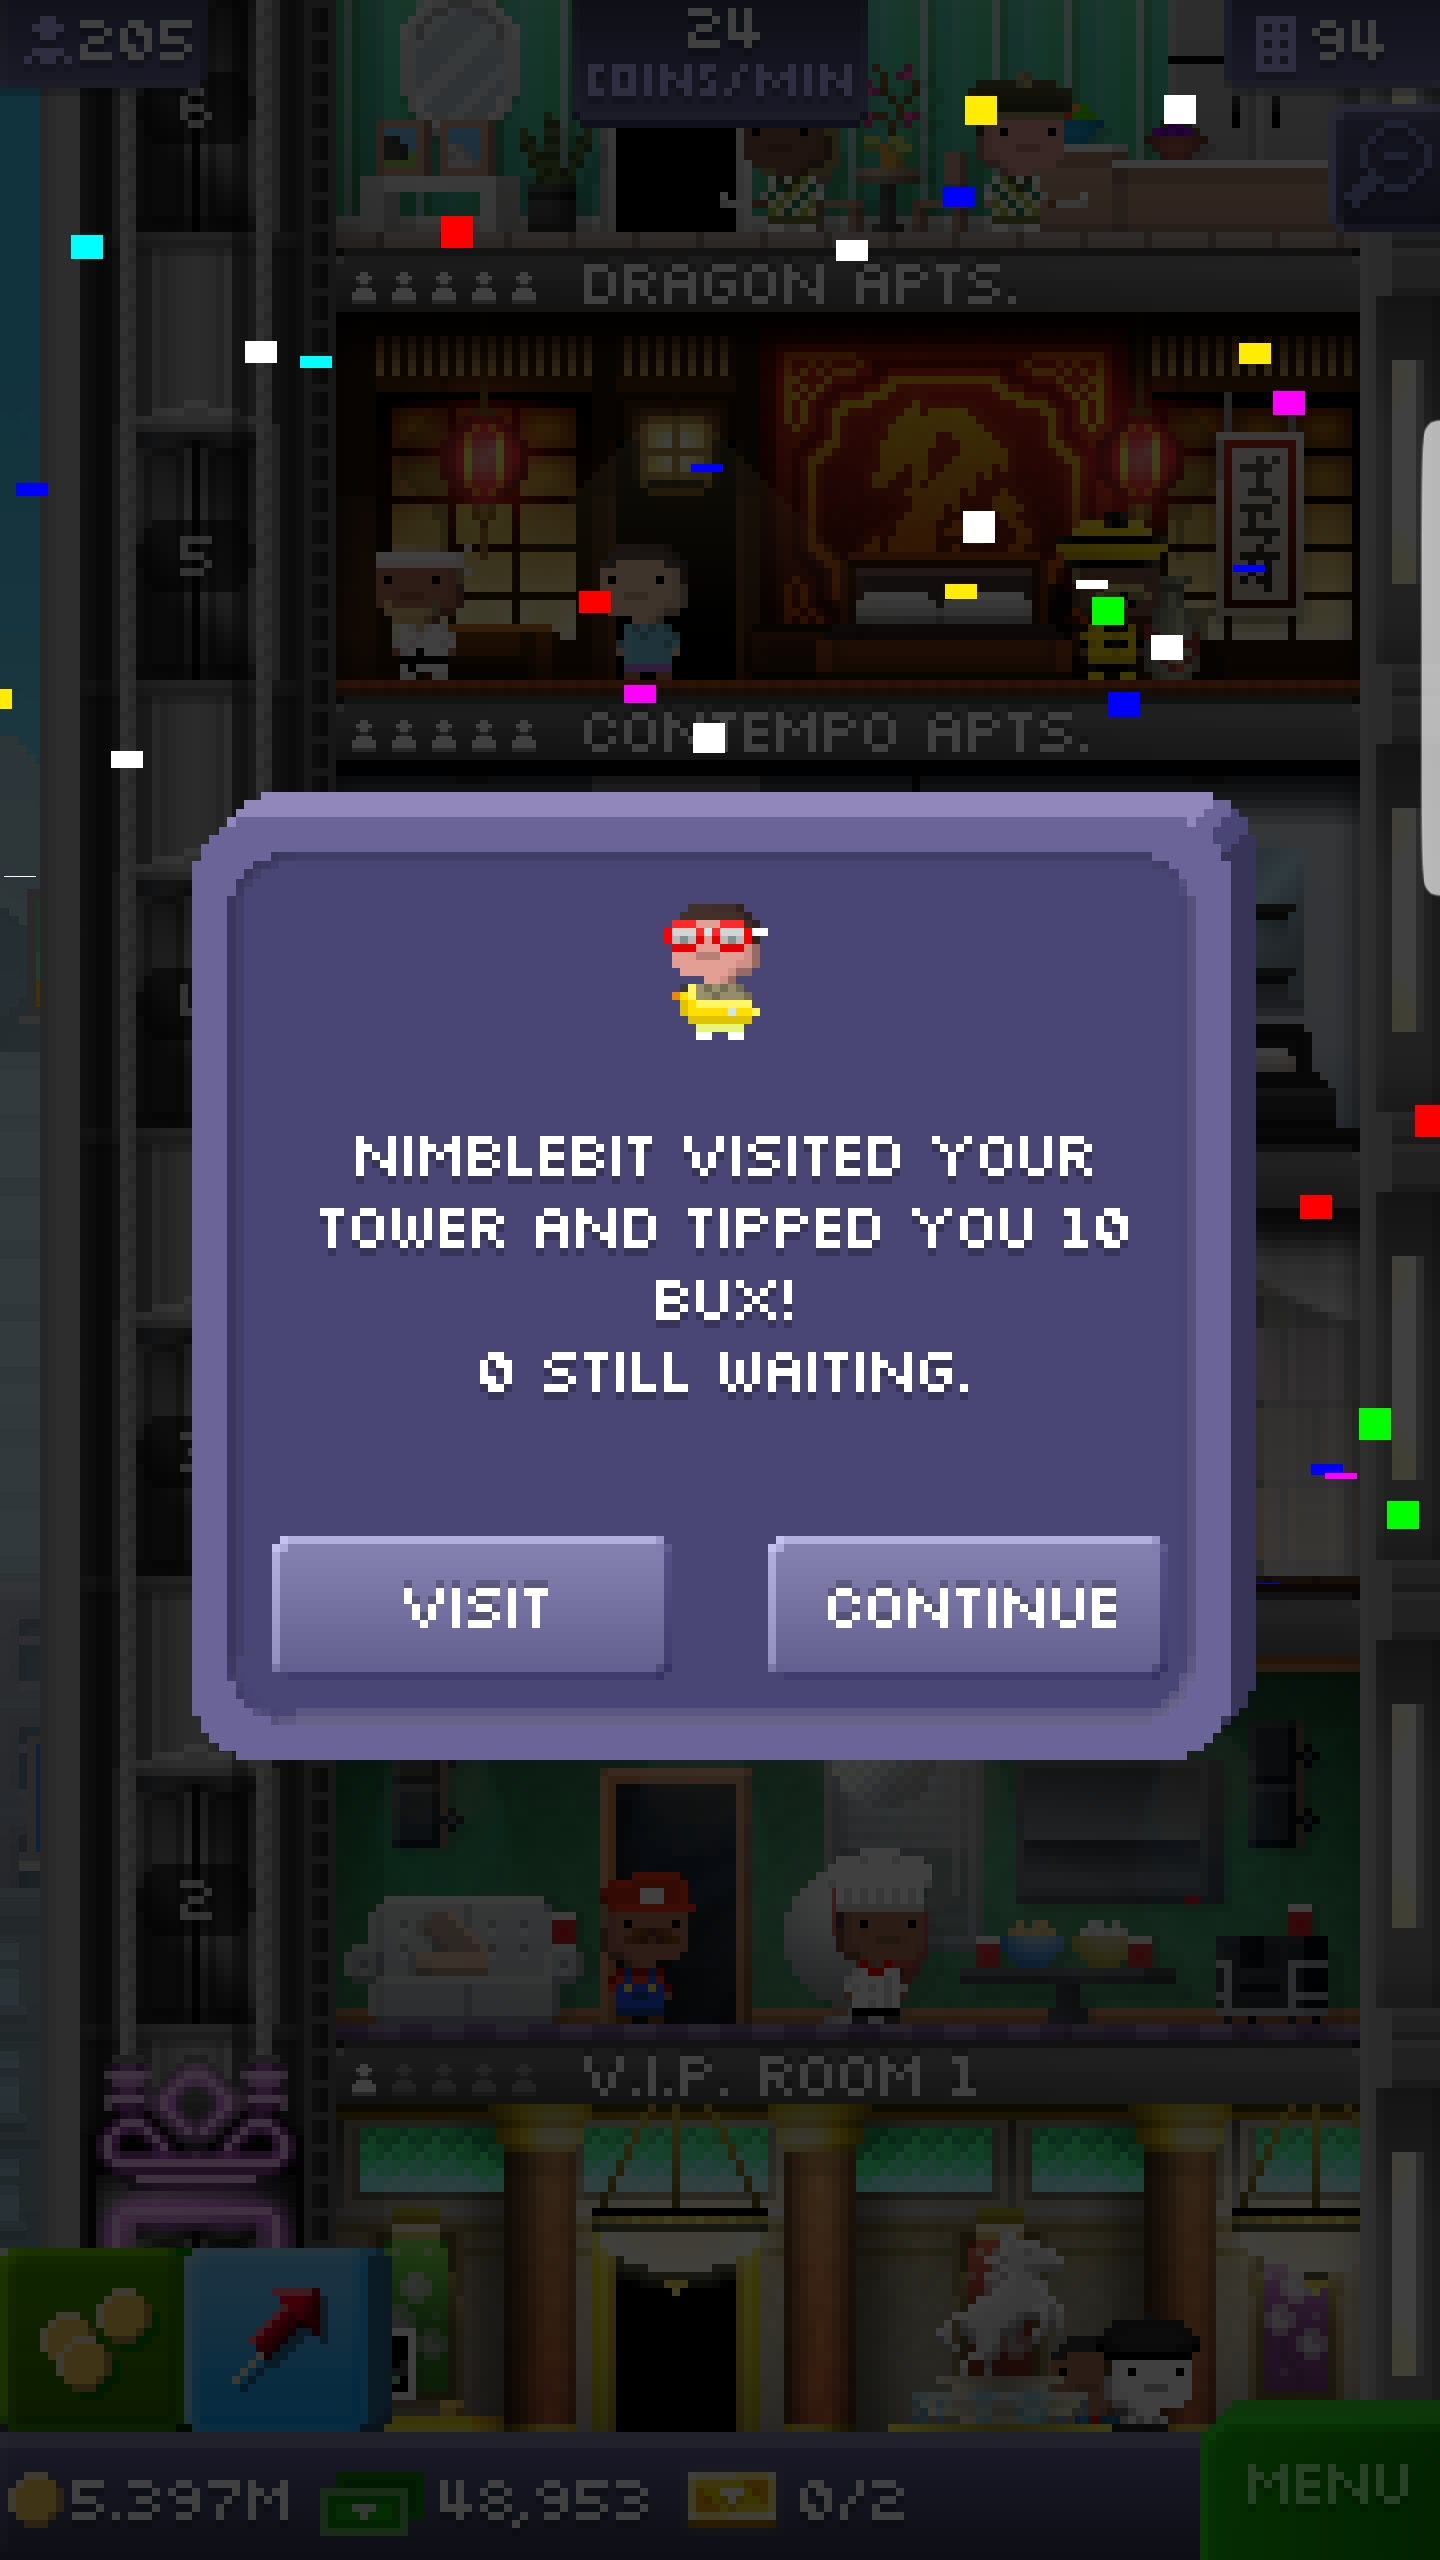 205
24
COINS/MIN
94
6
DRAGON APTS.
5
CONTEMPO APTS.
NIMBLEBIT VISITED YOUR
TOWER AND TIPPED YOU 10
BUX!
0 STILL WAITING.
VISIT
CONTINUE
2
V.I.P. ROOM 1
5.397M
48,953
0/2
MENU